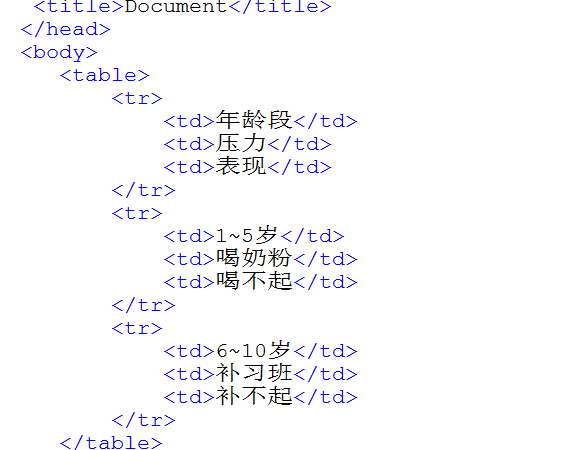 <title>Document</title>
</head>
<body>
<table>
<tr>
<td>年龄段</td>
<td>压力</td>
<td>表现</td>
</tr>
<tr>
<td>1~5岁</td>
<td>喝奶粉</td>
<td>喝不起</td>
</tr>
<tr>
<td>6~10岁</td>
<td>补习班</td>
<td>补不起</td>
</tr>
</table>